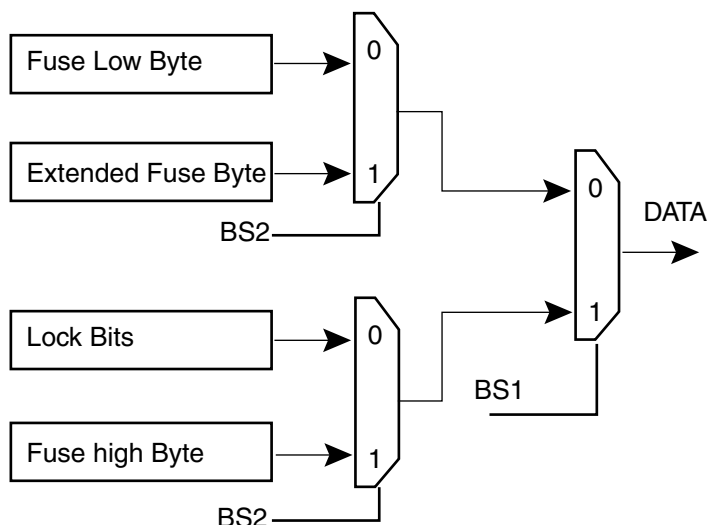 Fuse Low Byte
0
Extended Fuse Byte
1
BS2
0
DATA
1
BS1
Lock Bits
0
Fuse high Byte
1
BS2